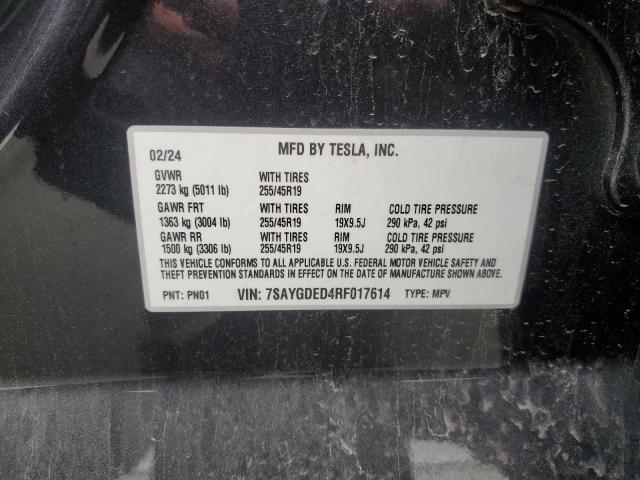 02/24 MFD BY TESLA, INC.
GVWR WITH TIRES
2273 kg (5011 lb) 255/45R19
GAWR FRT WITH TIRES RIM COLD TIRE PRESSURE
1363 kg (3004 lb) 255/45R19 19X9.5J 290 kPa, 42 psi
GAWR RR WITH TIRES RIM COLD TIRE PRESSURE
1500 kg (3306 lb) 255/45R19 19X9.5J 290 kPa, 42 psi
THIS VEHICLE CONFORMS TO ALL APPLICABLE U.S. FEDERAL MOTOR VEHICLE SAFETY AND
THEFT PREVENTION STANDARDS IN EFFECT ON THE DATE OF MANUFACTURE SHOWN ABOVE.
PNT: PN01 VIN: 7SAYGDED4RF017614 TYPE: MPV